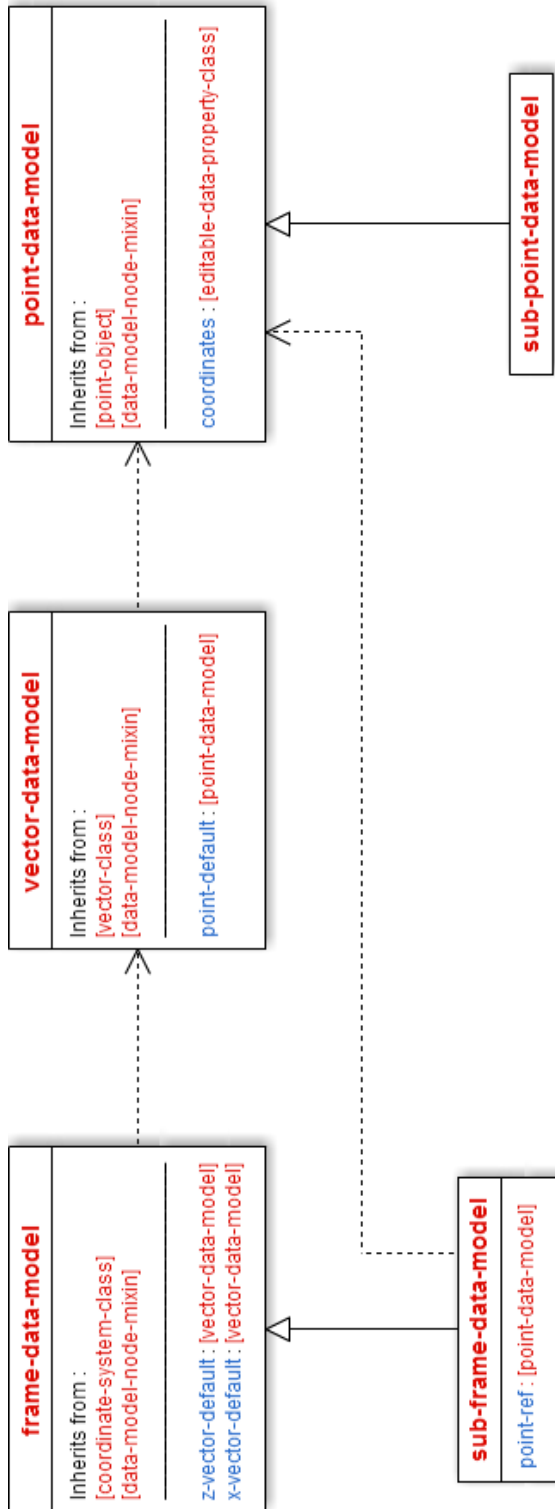 frame-data-model
Inherits from :
[coordinate-system-class]
[data-model-node-mixin]
z-vector-default : [vector-data-model]
x-vector-default : [vector-data-model]
vector-data-model
Inherits from :
[vector-class]
[data-model-node-mixin]
point-default : [point-data-model]
point-data-model
Inherits from :
[point-object]
[data-model-node-mixin]
coordinates : [editable-data-property-class]
sub-frame-data-model
point-ref : [point-data-model]
sub-point-data-model